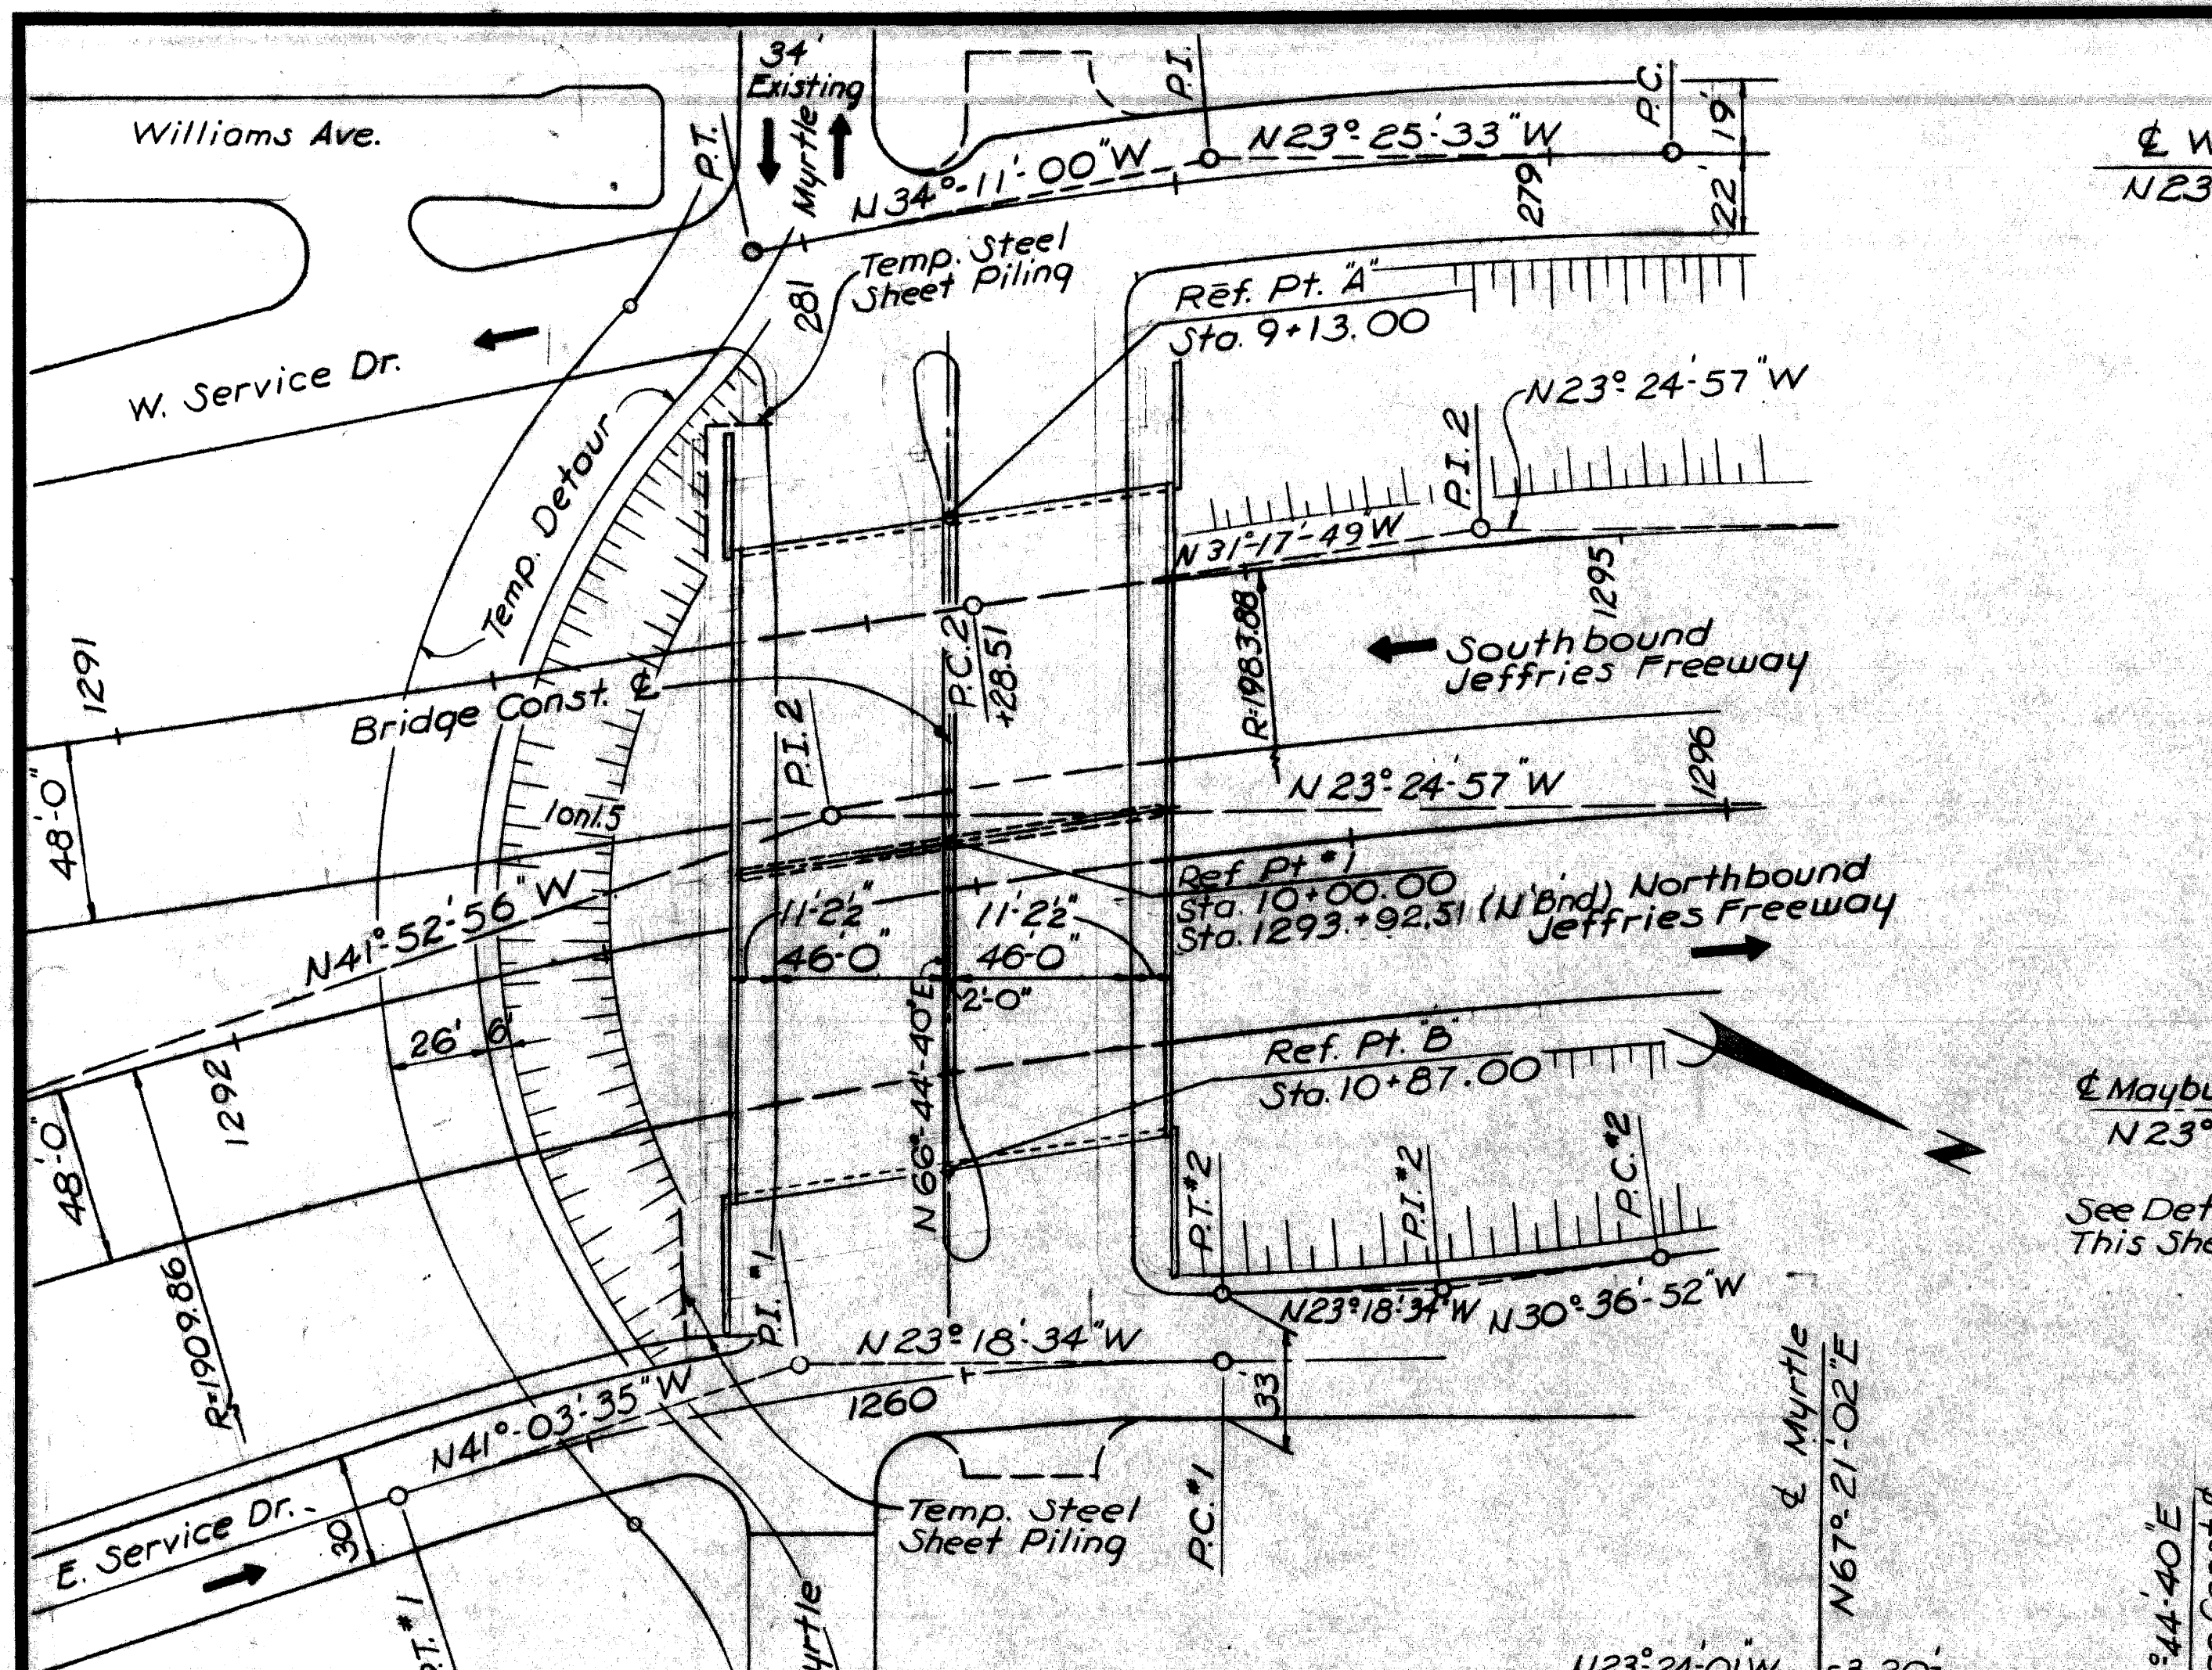 34'
Existing
Myrtle
Williams Ave.
P.T.
P.I.
P.C.
N34°-11'-00"W
N23°-25'-33"W
279
19'
22'
N23
Temp. Steel
Sheet Piling
281
Ref. Pt. "A"
Sta. 9+13.00
W. Service Dr.
N23°-24'-57"W
P.I. 2
Temp. Detour
N31°-17'-49"W
1295
R=1983.88
Southbound
Jeffries Freeway
P.C. 2
+28.51
1291
Bridge Const. ℄
P.I. 2
48'-0"
1on1.5
N23°-24'-57"W
1296
N41°-52'-56"W
Ref Pt #1
Sta. 10+00.00
Sta. 1293.+92.51 (N'Bnd)
Northbound
Jeffries Freeway
11'-2½"
11'-2½"
46'-0"
46'-0"
2'-0"
N66°-44'-40"E
26'
6'
1292
48'-0"
R=1909.86
Ref. Pt. "B"
Sta. 10+87.00
N23°
See Det
This She
P.T. #2
P.I. #2
P.C. #2
N23°18'-34"W
N30°-36'-52"W
P.I. #1
N23°-18'-34"W
1260
33'
N41°-03'-35"W
E. Service Dr.
30'
P.T. #1
Temp. Steel
Sheet Piling
P.C. #1
℄ Myrtle
N67°-21'-02"E
°-44'-40"E
N23°-24'-01"W